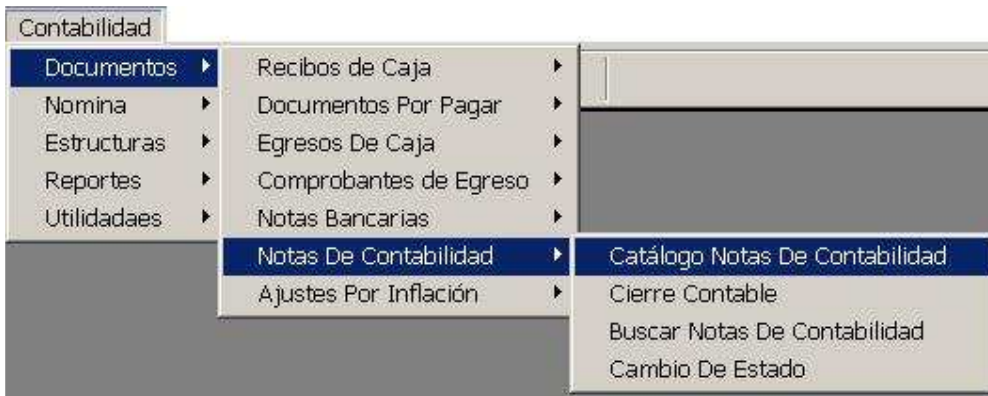 Contabilidad
Documentos
Nomina
Estructuras
Reportes
Utilidadaes
Recibos de Caja
Documentos Por Pagar
Egresos De Caja
Comprobantes de Egreso
Notas Bancarias
Notas De Contabilidad
Ajustes Por Inflación
Catálogo Notas De Contabilidad
Cierre Contable
Buscar Notas De Contabilidad
Cambio De Estado